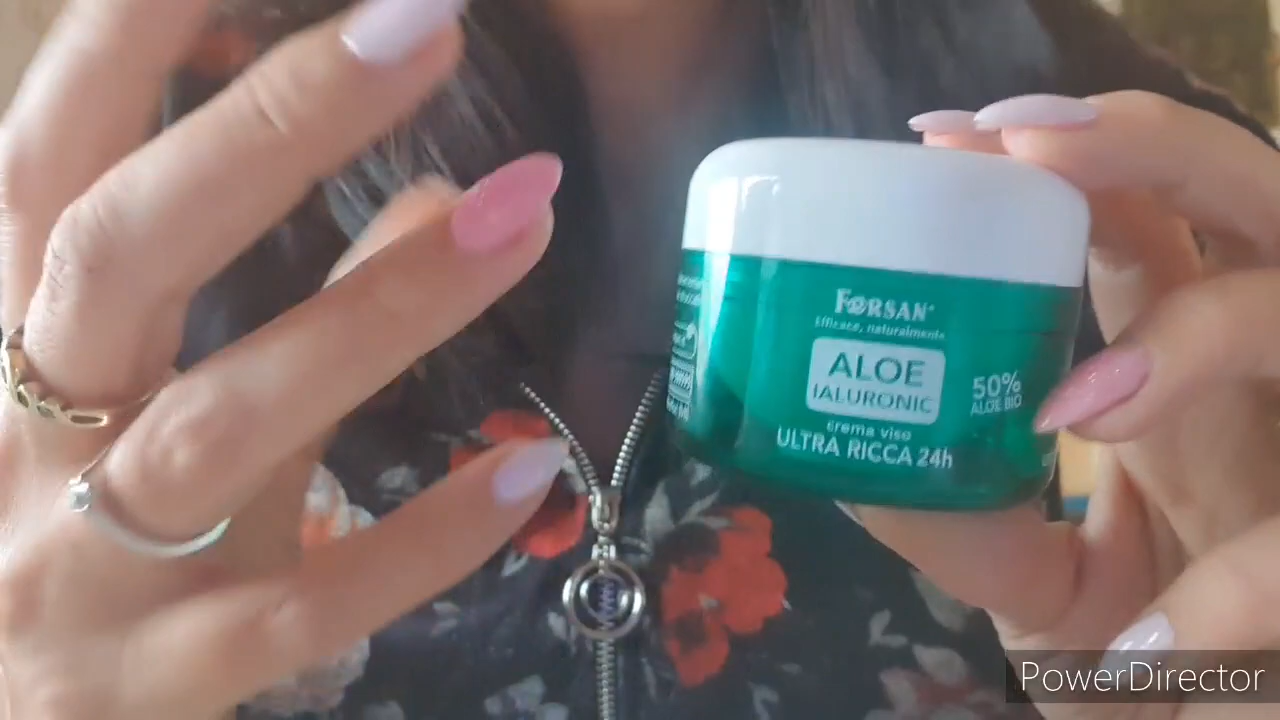 FORSAN
Efficace, naturalmente
ALOE
IALURONIC
50%
ALOE BIO
crema viso
ULTRA RICCA 24h
PowerDirector